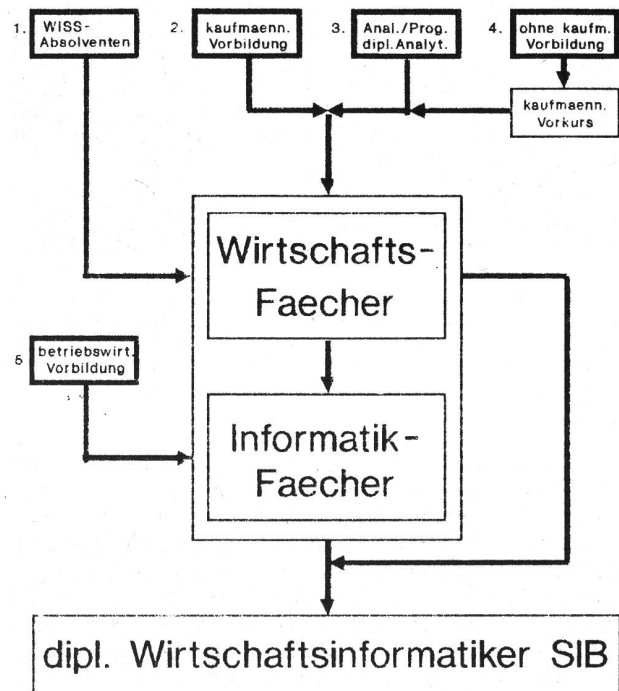 1. WISS-
Absolventen
2. kaufmaenn.
Vorbildung
3. Anal./Prog.
dipl.Analyt.
4. ohne kaufm.
Vorbildung
kaufmaenn.
Vorkurs
Wirtschafts-
Faecher
5 betriebswirt.
Vorbildung
Informatik-
Faecher
dipl. Wirtschaftsinformatiker SIB